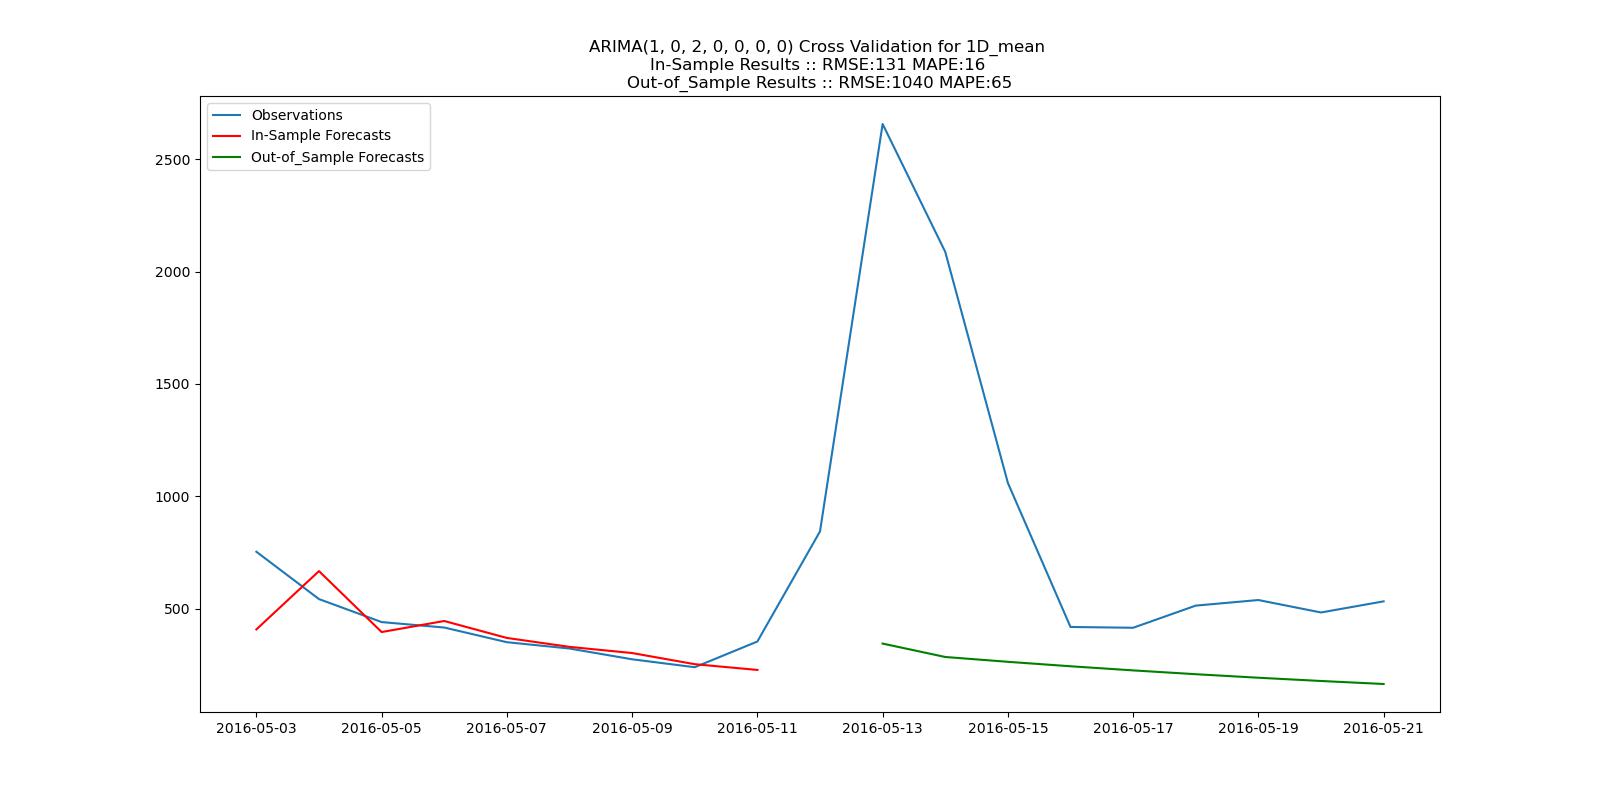 ARIMA(1, 0, 2, 0, 0, 0, 0) Cross Validation for 1D_mean
In-Sample Results :: RMSE:131 MAPE:16
Out-of_Sample Results :: RMSE:1040 MAPE:65
Observations
In-Sample Forecasts
Out-of_Sample Forecasts
2500
2000
1500
1000
500
2016-05-03 2016-05-05 2016-05-07 2016-05-09 2016-05-11 2016-05-13 2016-05-15 2016-05-17 2016-05-19 2016-05-21